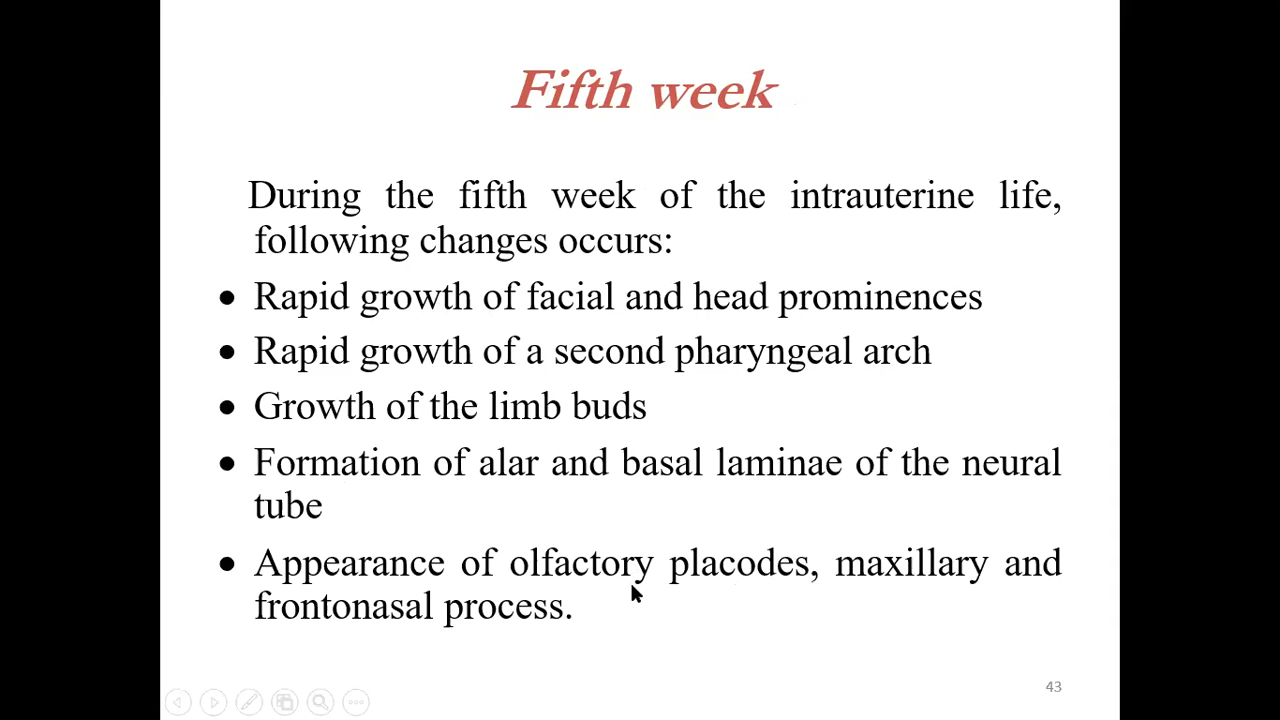 Fifth week
During the fifth week of the intrauterine life,
following changes occurs:
• Rapid growth of facial and head prominences
• Rapid growth of a second pharyngeal arch
• Growth of the limb buds
• Formation of alar and basal laminae of the neural
tube
• Appearance of olfactory placodes, maxillary and
frontonasal process.
43